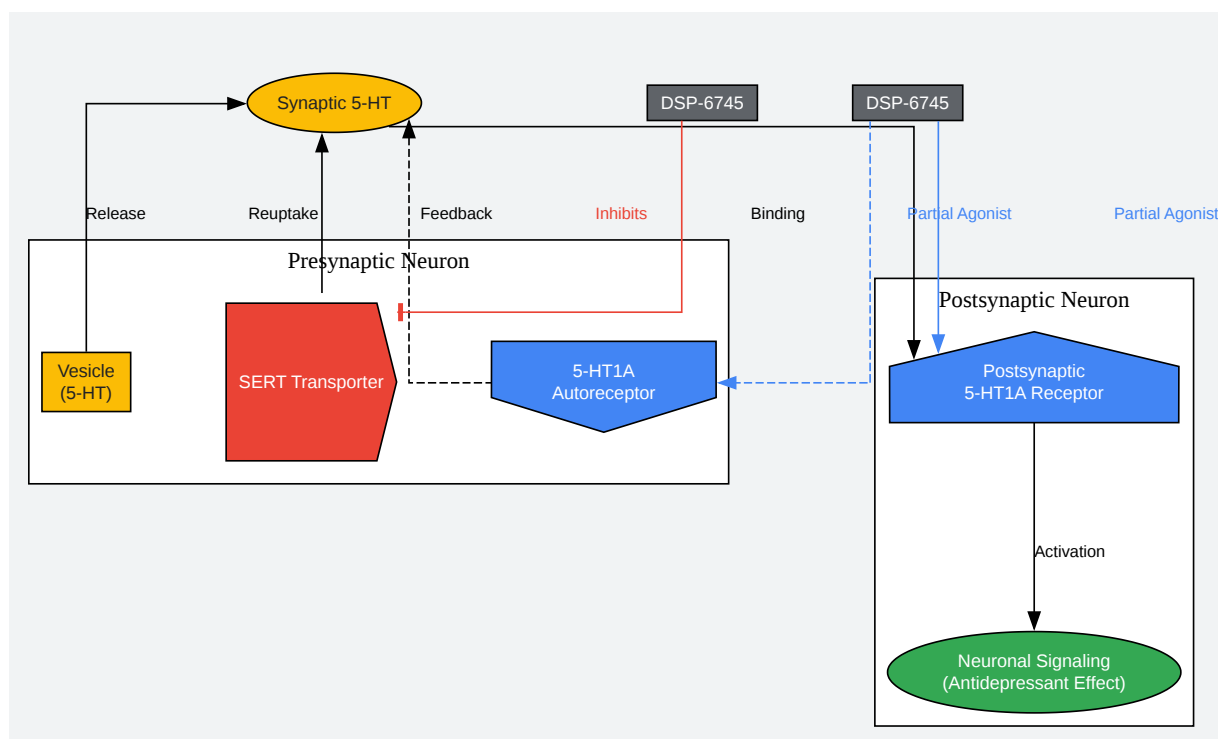 Synaptic 5-HT
DSP-6745
DSP-6745
Release
Reuptake
Feedback
Inhibits
Binding
Partial Agonist
Partial Agonist
Presynaptic Neuron
Postsynaptic Neuron
Vesicle
(5-HT)
SERT Transporter
5-HT1A
Autoreceptor
Postsynaptic
5-HT1A Receptor
Activation
Neuronal Signaling
(Antidepressant Effect)